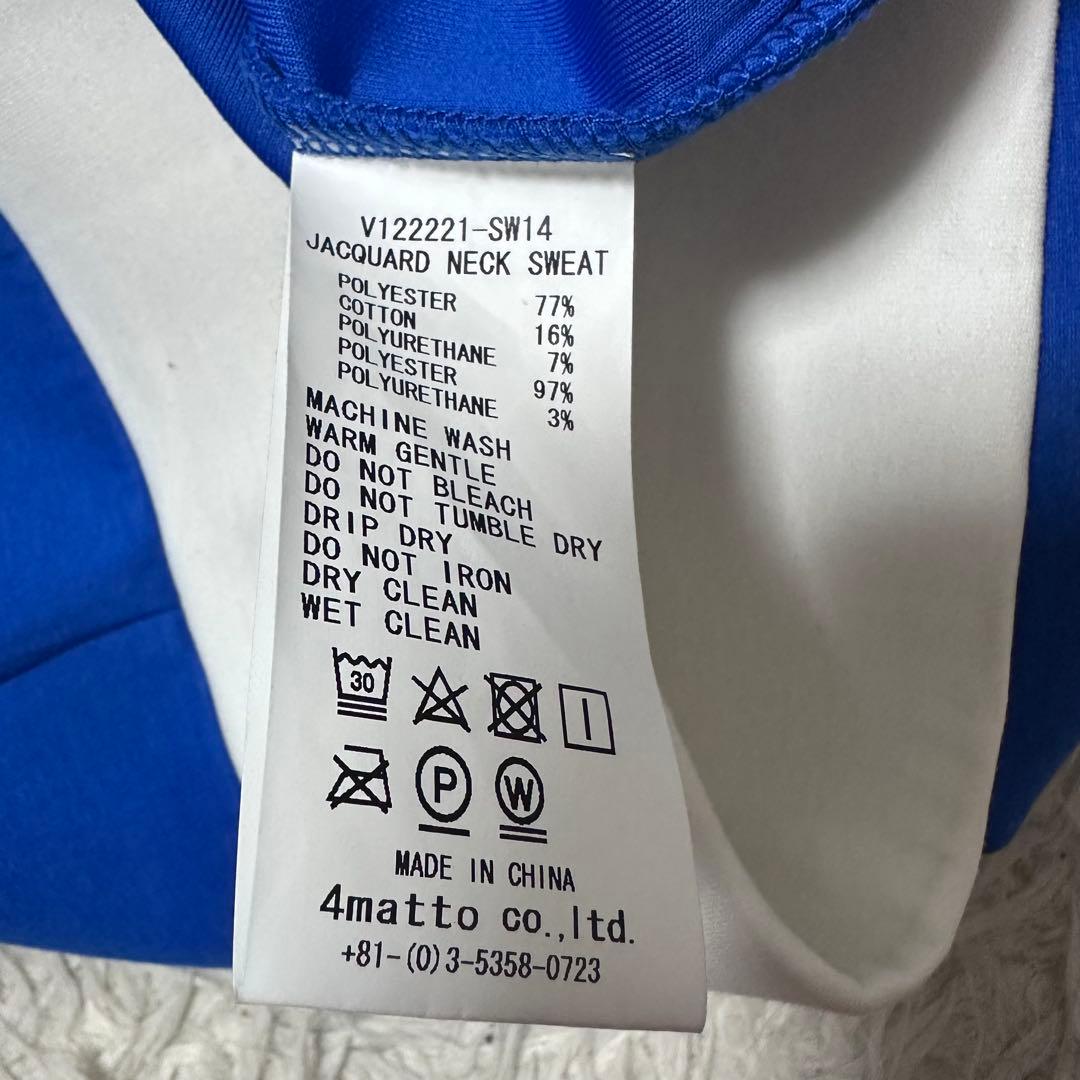 V122221-SW14
JACQUARD NECK SWEAT
POLYESTER 77%
COTTON 16%
POLYURETHANE 7%
POLYESTER 97%
POLYURETHANE 3%
MACHINE WASH
WARM GENTLE
DO NOT BLEACH
DO NOT TUMBLE DRY
DRIP DRY
DO NOT IRON
DRY CLEAN
WET CLEAN
30
P W
MADE IN CHINA
4matto co.,ltd.
+81-(0)3-5358-0723